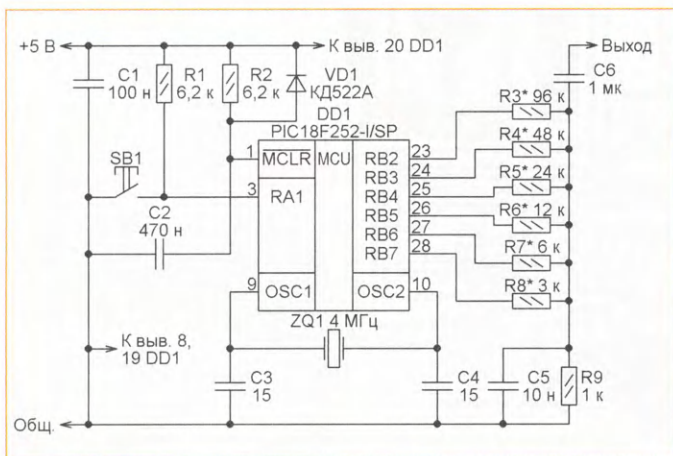 +5 В
К выв. 20 DD1
Выход
C1
100 н
R1
6,2 к
R2
6,2 к
VD1
КД522А
C6
1 мк
DD1
PIC18F252-I/SP
R3* 96 к
SB1
1
MCLR
MCU
RB2
23
R4* 48 к
3
RA1
RB3
24
R5* 24 к
RB4
25
R6* 12 к
C2
470 н
RB5
26
RB6
27
R7* 6 к
RB7
28
R8* 3 к
9
OSC1
OSC2
10
ZQ1 4 МГц
К выв. 8,
19 DD1
C3
15
C4
15
C5
10 н
R9
1 к
Общ.